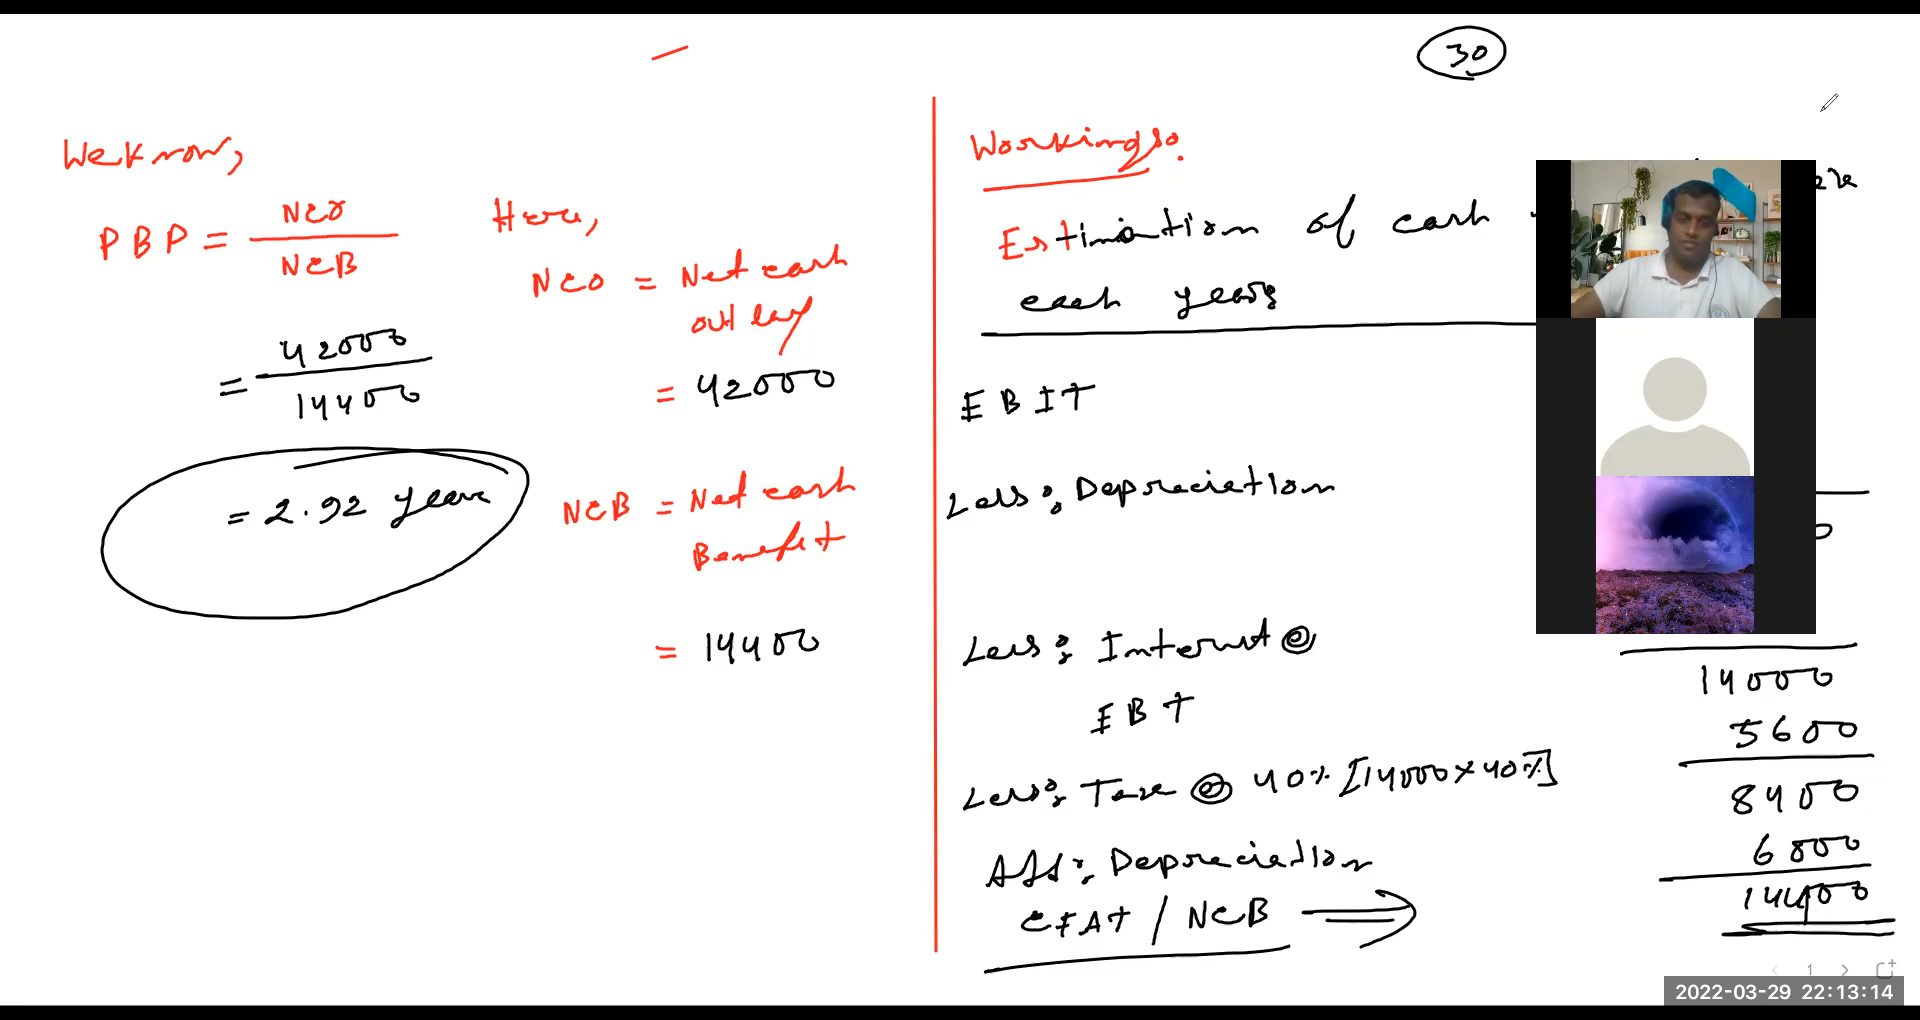 30
We know,
PBP = NCO / NCB
= 42000 / 14400
= 2.92 years
Here,
NCO = Net cash
outlay
= 42000
NCB = Net cash
Benefit
= 14400
Workings:
Estimation of cash
each years
EBIT
Less: Depreciation
Less: Interest @
EBT 14000
5600
Less: Tax @ 40% [14000 x 40%]
8400
Add: Depreciation 6000
CFAT / NCB 14400
1
2022-03-29 22:13:14